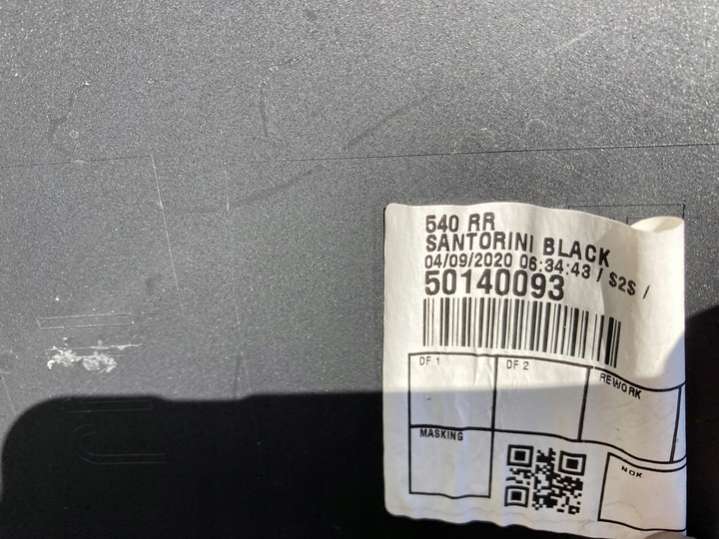 540 RR
SANTORINI BLACK
04/09/2020 06:34:43 / S2S /
50140093
DF 1
DF 2
REWORK
MASKING
NOK